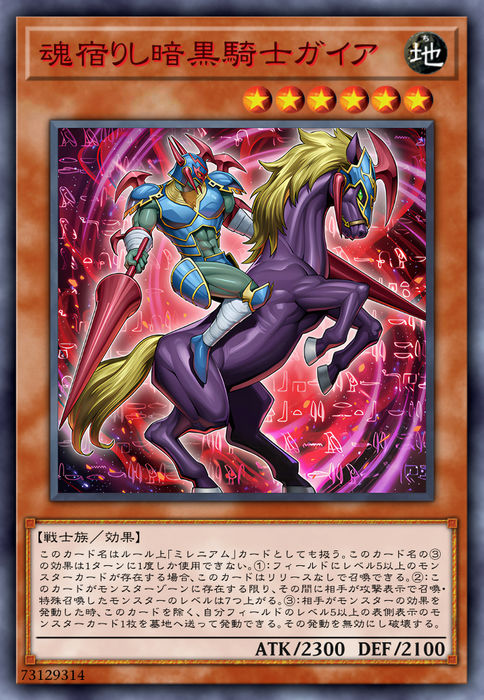 魂宿りし暗黒騎士ガイア
ち
地
【戦士族／効果】
このカード名はルール上「ミレニアム」カードとしても扱う。このカード名の③
の効果は1ターンに1度しか使用できない。①：フィールドにレベル5以上のモン
スターカードが存在する場合、このカードはリリースなしで召喚できる。②：こ
のカードがモンスターゾーンに存在する限り、その間に相手が攻撃表示で召喚・
特殊召喚したモンスターのレベルは7つ上がる。③：相手がモンスターの効果を
発動した時、このカードを除く、自分フィールドのレベル5以上の表側表示のモ
ンスターカード1枚を墓地へ送って発動できる。その発動を無効にし破壊する。
ATK/2300 DEF/2100
73129314